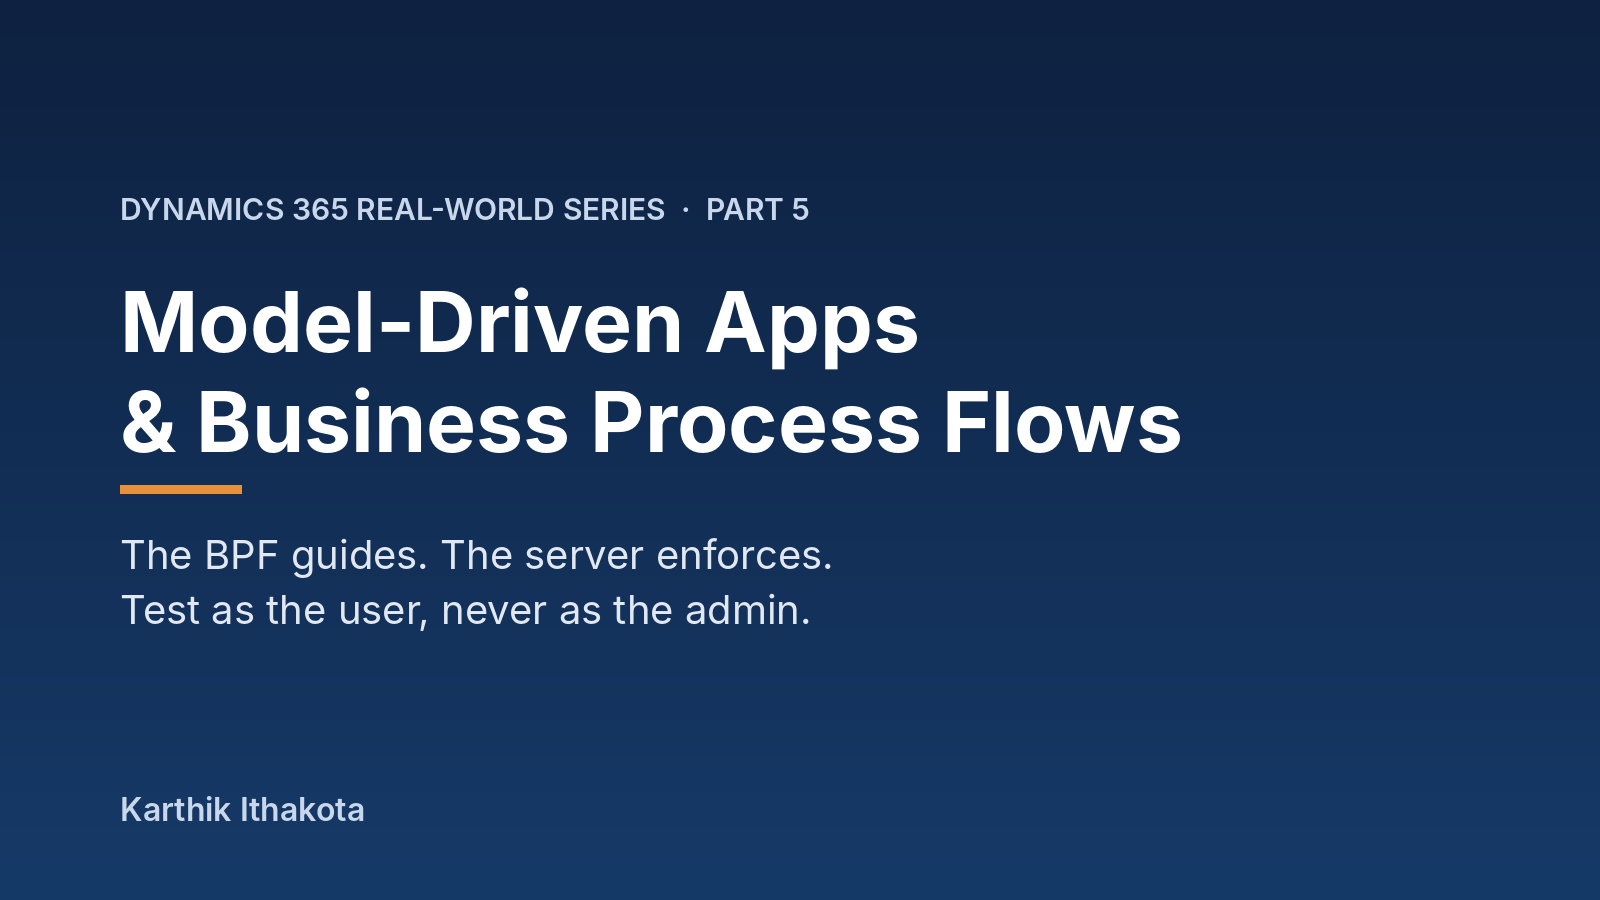 DYNAMICS 365 REAL-WORLD SERIES · PART 5
Model-Driven Apps
& Business Process Flows
The BPF guides. The server enforces.
Test as the user, never as the admin.
Karthik Ithakota